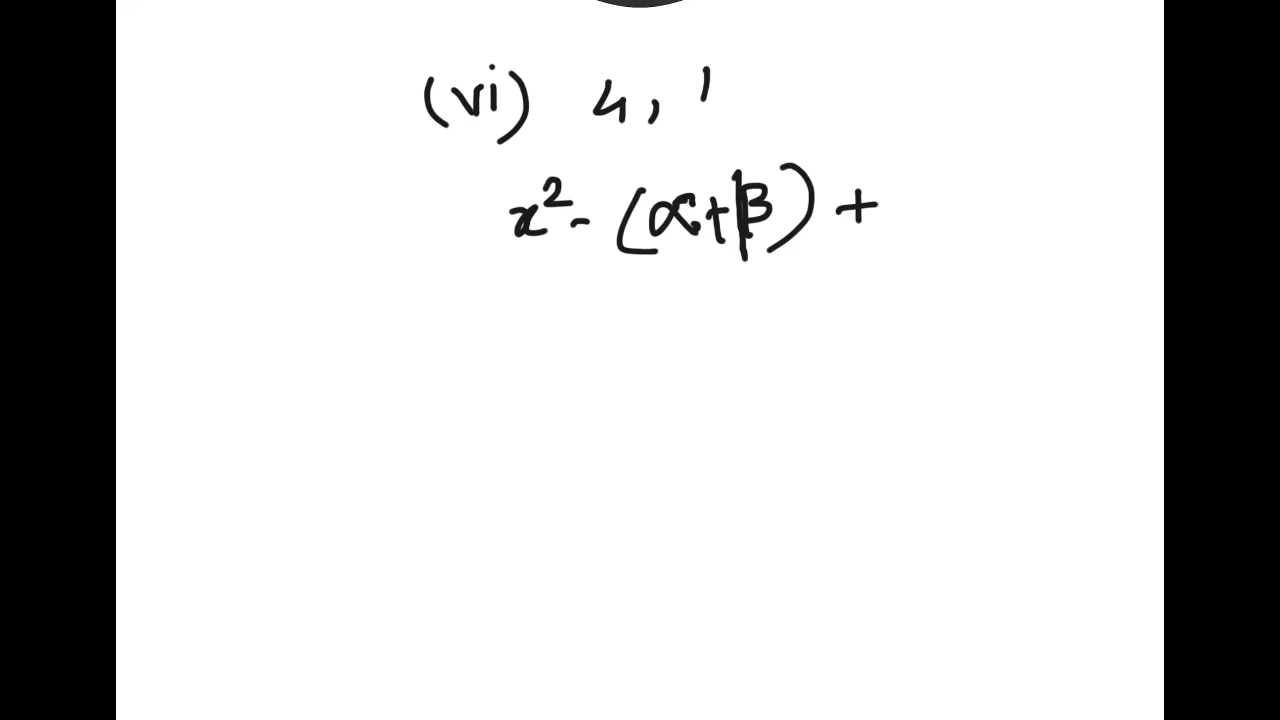 (vi) 4, 1
x² - (α+β) +